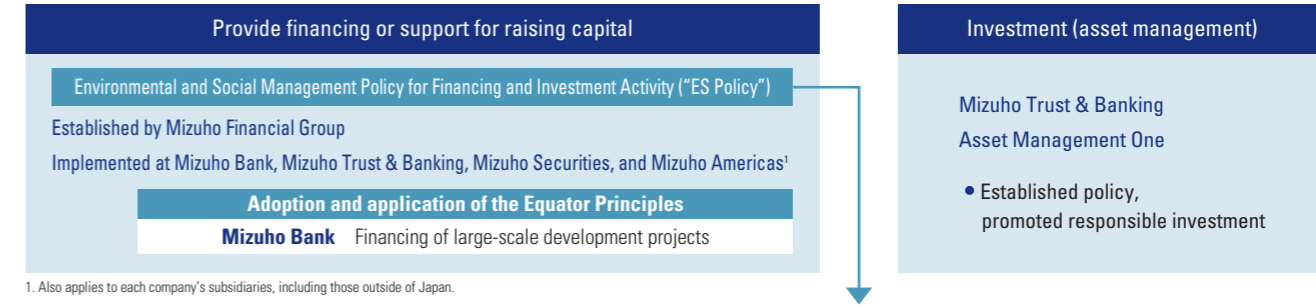 Provide financing or support for raising capital
Environmental and Social Management Policy for Financing and Investment Activity (“ES Policy”)
Established by Mizuho Financial Group
Implemented at Mizuho Bank, Mizuho Trust & Banking, Mizuho Securities, and Mizuho Americas¹
Adoption and application of the Equator Principles
Mizuho Bank Financing of large-scale development projects
1. Also applies to each company’s subsidiaries, including those outside of Japan.
Investment (asset management)
Mizuho Trust & Banking
Asset Management One
• Established policy,
promoted responsible investment